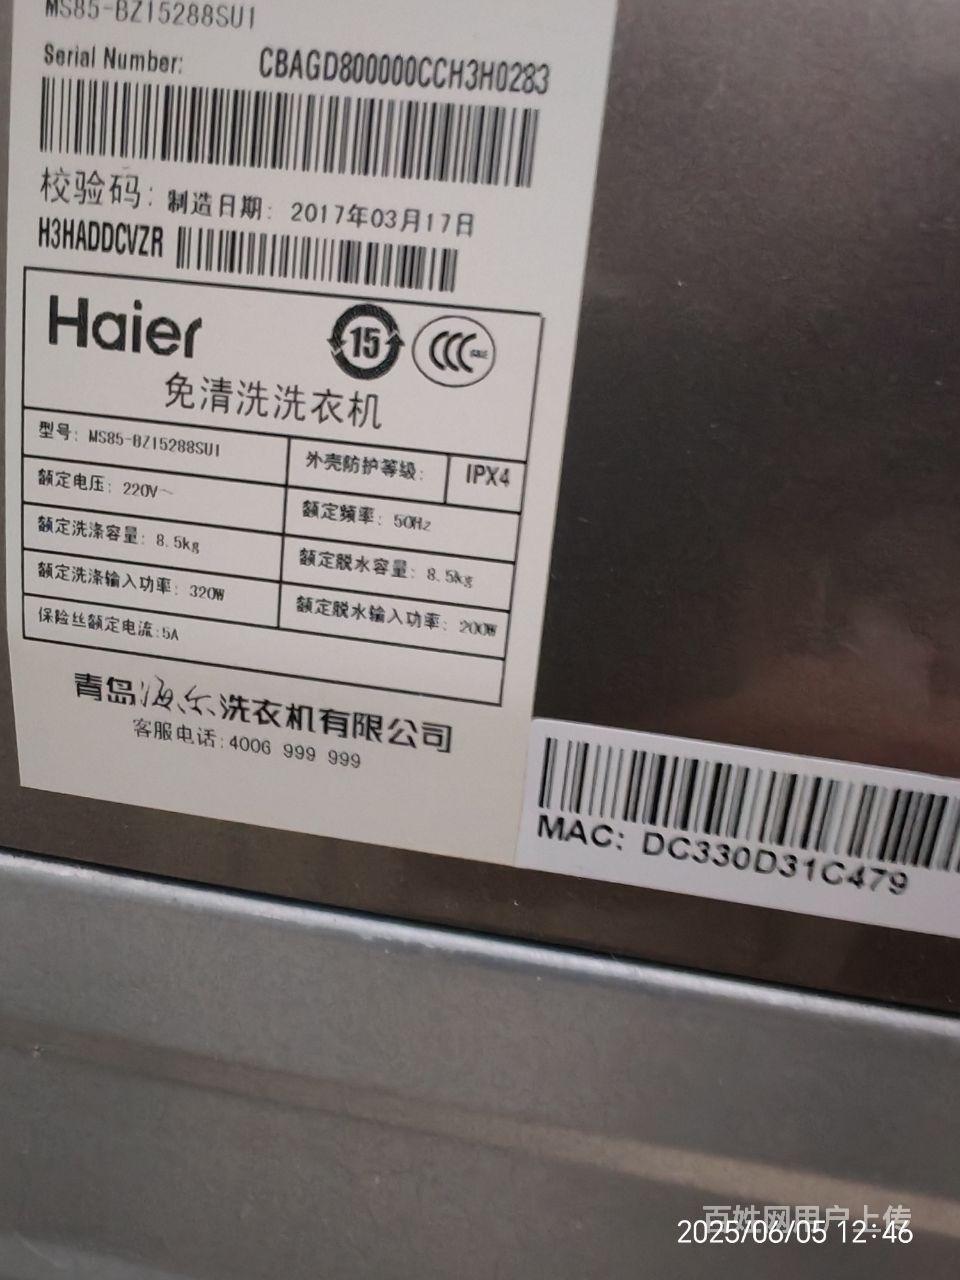 MS85-BZ15288SU1
Serial Number: CBAGD800000CCH3H0283
校验码: 制造日期: 2017年03月17日
H3HADDCVZR
Haier
15
CCC
免清洗洗衣机
型号: MS85-BZ15288SU1
外壳防护等级: IPX4
额定电压: 220V~
额定频率: 50Hz
额定洗涤容量: 8.5kg
额定脱水容量: 8.5kg
额定洗涤输入功率: 320W
额定脱水输入功率: 200W
保险丝额定电流:5A
青岛海尔洗衣机有限公司
客服电话:4006 999 999
MAC: DC330D31C479
百姓网用户上传
2025/06/05 12:46